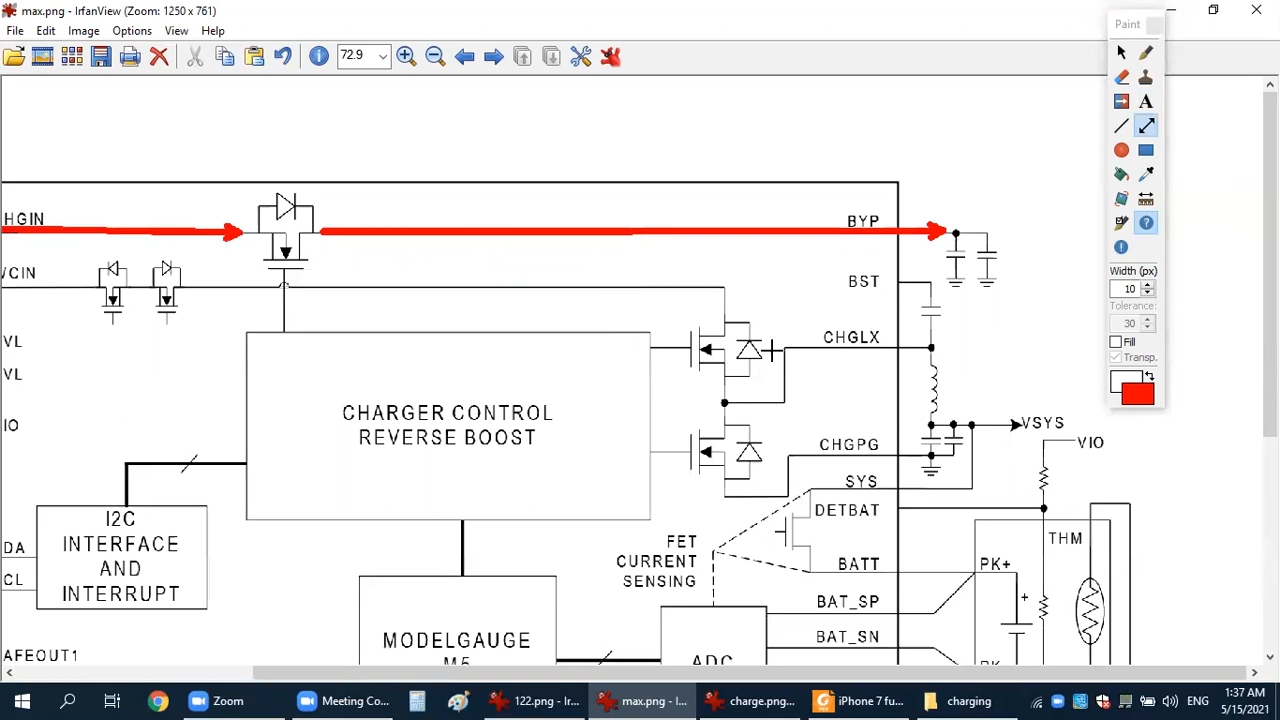 max.png - IrfanView (Zoom: 1250 x 761)
File Edit Image Options View Help
72.9
Paint
A
Width (px)
10
Tolerance:
30
Fill
Transp.
HGIN
BYP
VCIN
BST
VL
CHGLX
VL
CHARGER CONTROL
REVERSE BOOST
IO
VSYS
CHGPG
VIO
SYS
DETBAT
I2C
INTERFACE
AND
INTERRUPT
DA
CL
FET
CURRENT
SENSING
THM
BATT
PK+
+
BAT_SP
BAT_SN
MODELGAUGE
M5
ADC
AFEOUT1
Zoom
Meeting Co...
122.png - Ir...
max.png - I...
charge.png...
iPhone 7 fu...
charging
ENG
1:37 AM
5/15/2021